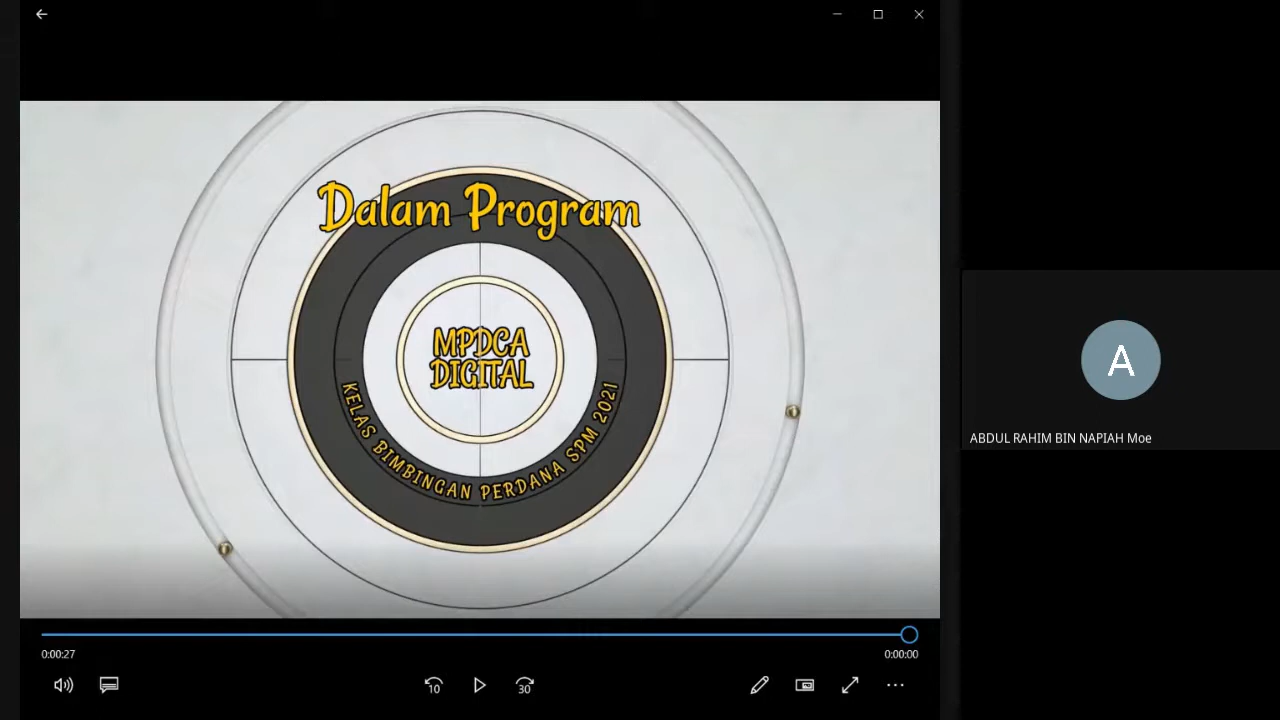 Dalam Program
MPDCA
DIGITAL
KELAS BIMBINGAN PERDANA SPM 2021
A
ABDUL RAHIM BIN NAPIAH Moe
0:00:27
0:00:00
10
30